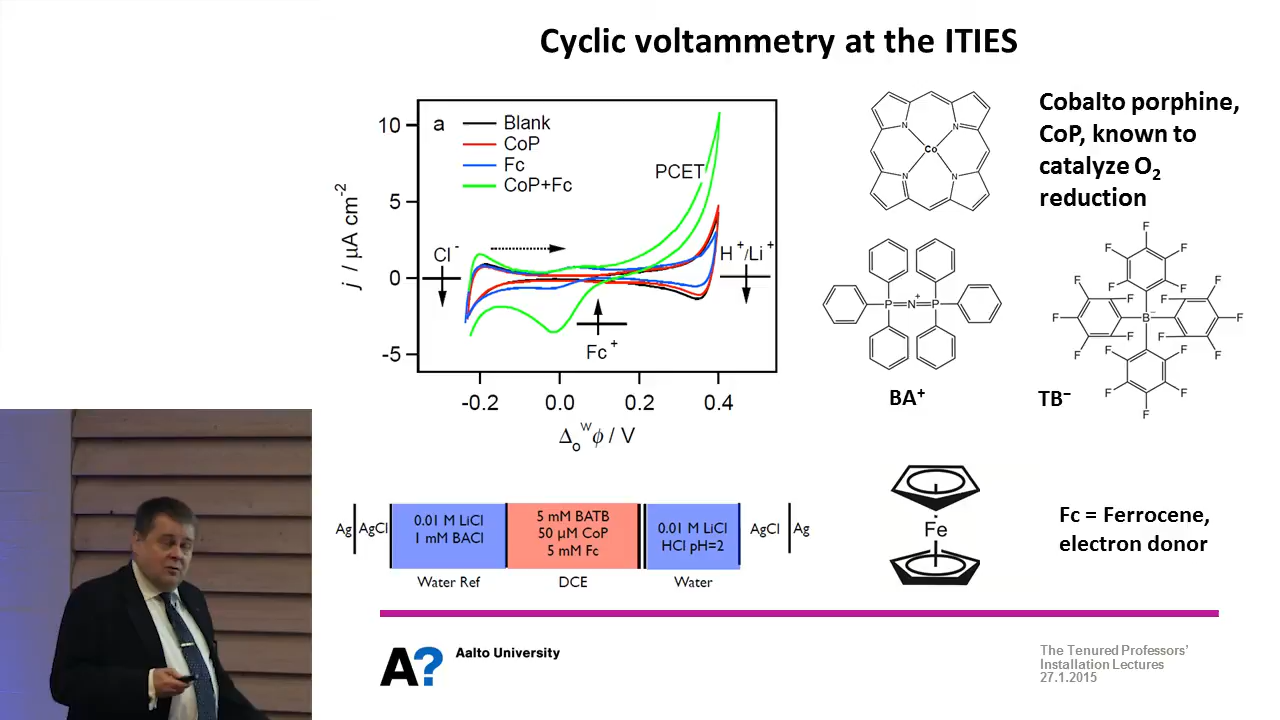 Cyclic voltammetry at the ITIES
a
Blank
CoP
Fc
CoP+Fc
PCET
10
5
0
-5
j / μA cm⁻²
Cl⁻
H⁺/Li⁺
Fc⁺
-0.2 0.0 0.2 0.4
Δₒʷϕ / V
N N
Co
N N
Cobalto porphine,
CoP, known to
catalyze O₂
reduction
P N⁺ P
BA⁺
F
F F
F F
F F F F
F B⁻ F
F F F F
F F
F F
F
TB⁻
Ag AgCl
0.01 M LiCl
1 mM BACl
5 mM BATB
50 μM CoP
5 mM Fc
0.01 M LiCl
HCl pH=2
AgCl Ag
Water Ref
DCE
Water
Fe
Fc = Ferrocene,
electron donor
A?
Aalto University
The Tenured Professors'
Installation Lectures
27.1.2015